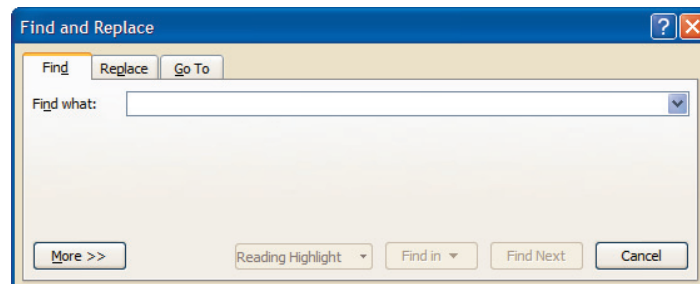 Find and Replace
Find Replace Go To
Find what:
More >> Reading Highlight Find in Find Next Cancel